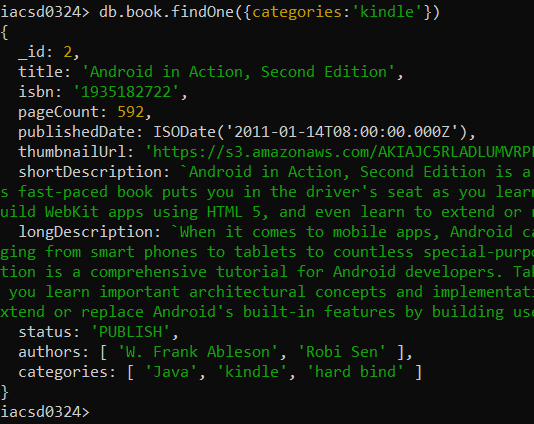 iacsd0324> db.book.findOne({categories:'kindle'})
{
  _id: 2,
  title: 'Android in Action, Second Edition',
  isbn: '1935182722',
  pageCount: 592,
  publishedDate: ISODate('2011-01-14T08:00:00.000Z'),
  thumbnailUrl: 'https://s3.amazonaws.com/AKIAJC5RLADLUMVRP
  shortDescription: `Android in Action, Second Edition is a
s fast-paced book puts you in the driver's seat as you learn
uild WebKit apps using HTML 5, and even learn to extend or
  longDescription: `When it comes to mobile apps, Android ca
ging from smart phones to tablets to countless special-purpo
tion is a comprehensive tutorial for Android developers. Ta
 you learn important architectural concepts and implementati
xtend or replace Android's built-in features by building use
  status: 'PUBLISH',
  authors: [ 'W. Frank Ableson', 'Robi Sen' ],
  categories: [ 'Java', 'kindle', 'hard bind' ]
}
iacsd0324>